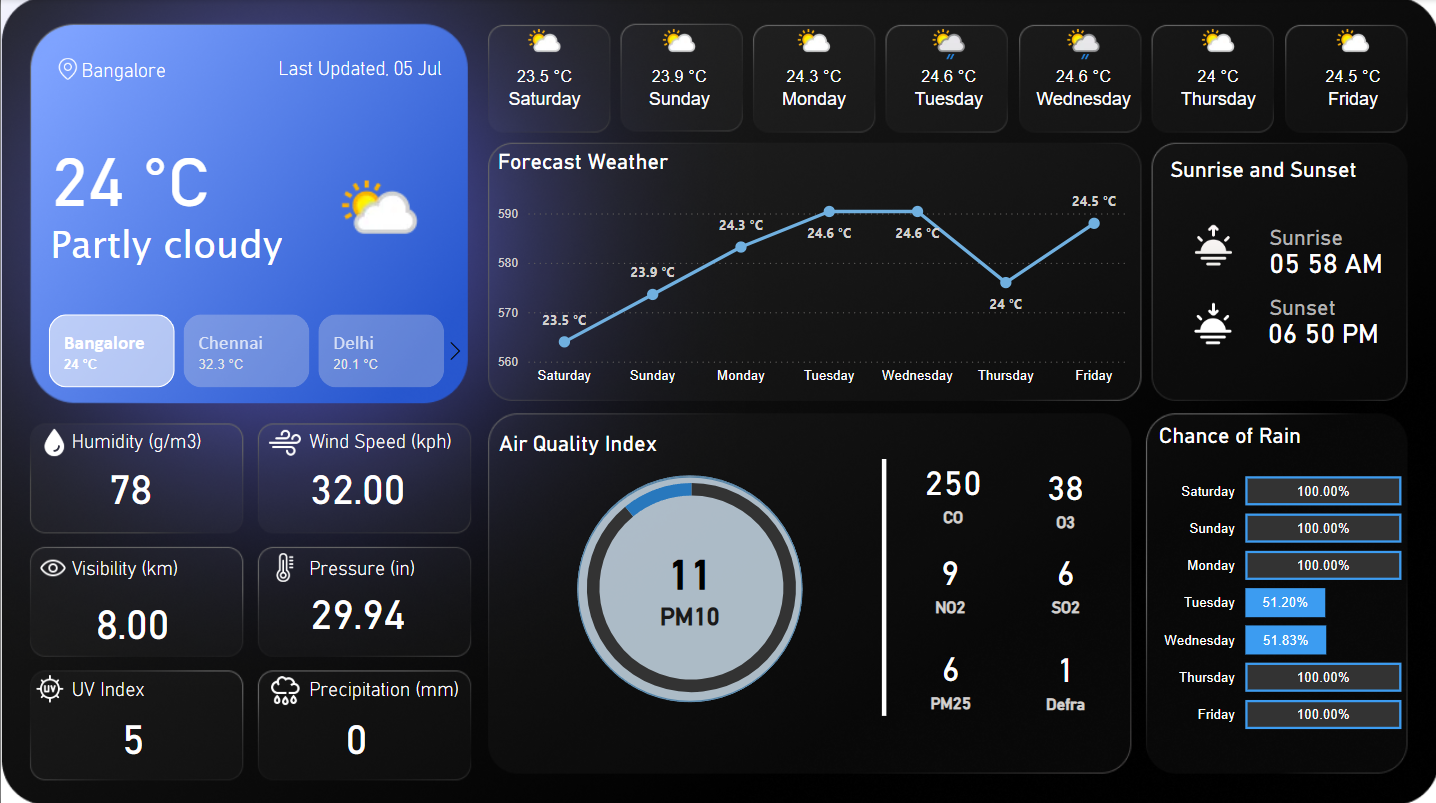 Bangalore
Last Updated, 05 Jul
24 °C
Partly cloudy
Bangalore
24 °C
Chennai
32.3 °C
Delhi
20.1 °C
23.5 °C
Saturday
23.9 °C
Sunday
24.3 °C
Monday
24.6 °C
Tuesday
24.6 °C
Wednesday
24 °C
Thursday
24.5 °C
Friday
Forecast Weather
590
580
570
560
23.5 °C
23.9 °C
24.3 °C
24.6 °C
24.6 °C
24 °C
24.5 °C
Saturday
Sunday
Monday
Tuesday
Wednesday
Thursday
Friday
Sunrise and Sunset
Sunrise
05 58 AM
Sunset
06 50 PM
Humidity (g/m3)
78
Wind Speed (kph)
32.00
Visibility (km)
8.00
Pressure (in)
29.94
UV
UV Index
5
Precipitation (mm)
0
Air Quality Index
11
PM10
250
CO
38
O3
9
NO2
6
SO2
6
PM25
1
Defra
Chance of Rain
Saturday 100.00%
Sunday 100.00%
Monday 100.00%
Tuesday 51.20%
Wednesday 51.83%
Thursday 100.00%
Friday 100.00%